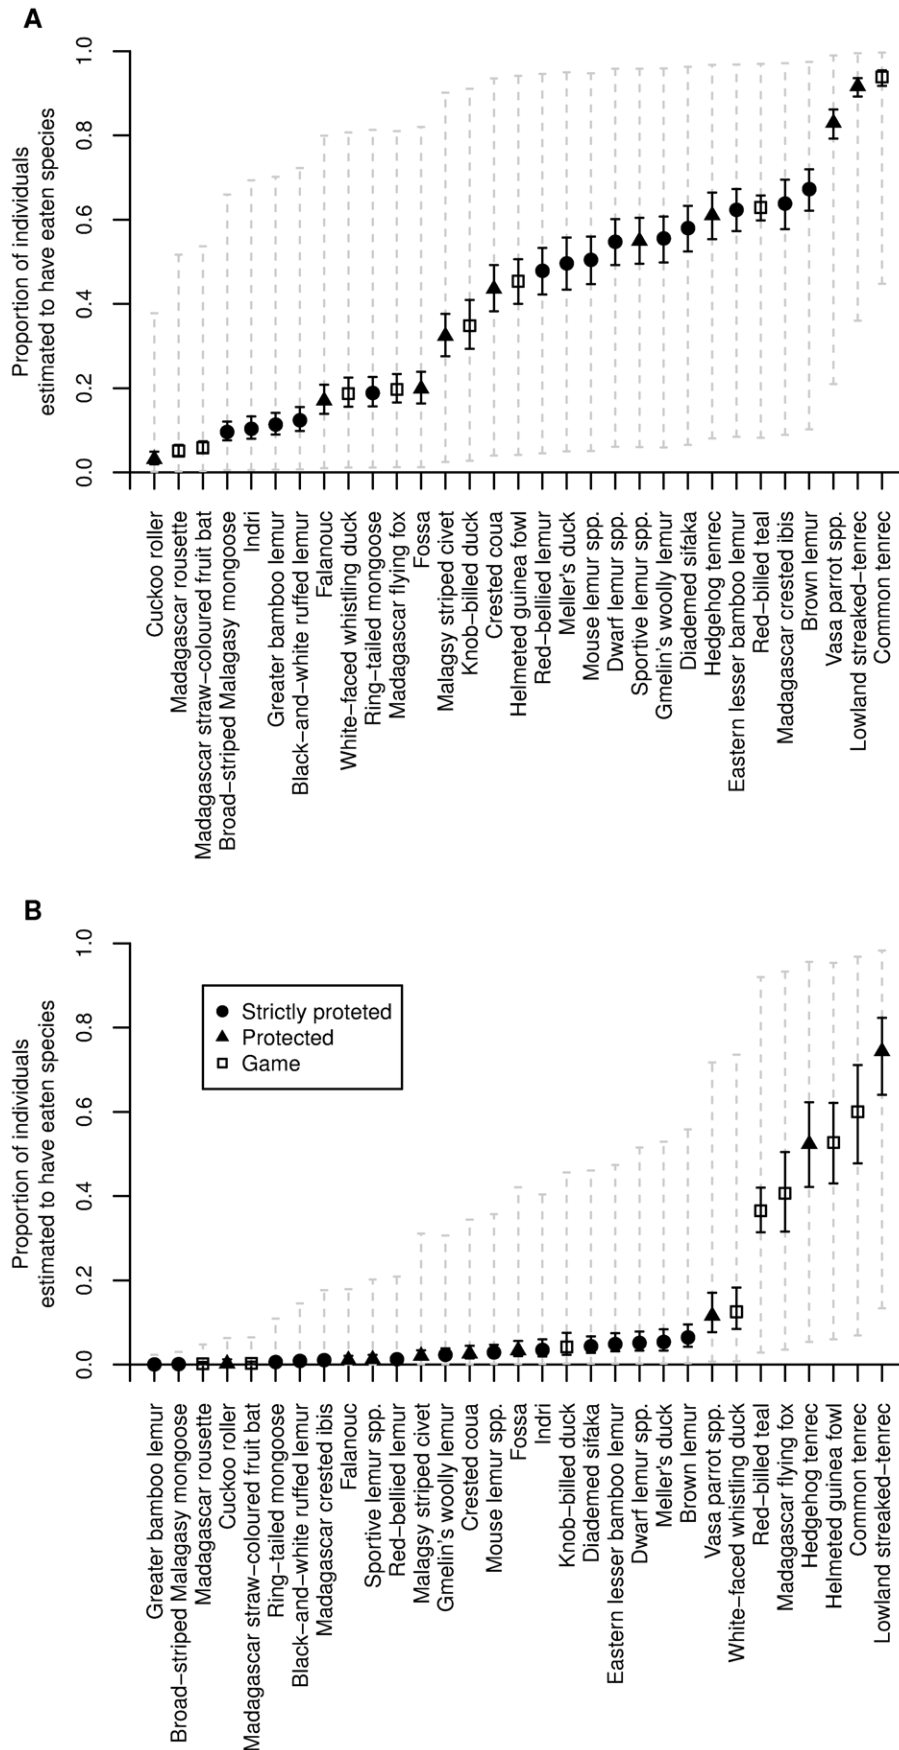 A
Proportion of individuals
estimated to have eaten species
1.0
0.8
0.6
0.4
0.2
0.0
Cuckoo roller
Madagascar rousette
Madagascar straw−coloured fruit bat
Broad−striped Malagasy mongoose
Indri
Greater bamboo lemur
Black−and−white ruffed lemur
Falanouc
White−faced whistling duck
Ring−tailed mongoose
Madagascar flying fox
Fossa
Malagsy striped civet
Knob−billed duck
Crested coua
Helmeted guinea fowl
Red−bellied lemur
Meller's duck
Mouse lemur spp.
Dwarf lemur spp.
Sportive lemur spp.
Gmelin's woolly lemur
Diademed sifaka
Hedgehog tenrec
Eastern lesser bamboo lemur
Red−billed teal
Madagascar crested ibis
Brown lemur
Vasa parrot spp.
Lowland streaked−tenrec
Common tenrec
B
Proportion of individuals
estimated to have eaten species
1.0
0.8
0.6
0.4
0.2
0.0
Strictly proteted
Protected
Game
Greater bamboo lemur
Broad−striped Malagasy mongoose
Madagascar rousette
Cuckoo roller
Madagascar straw−coloured fruit bat
Ring−tailed mongoose
Black−and−white ruffed lemur
Madagascar crested ibis
Falanouc
Sportive lemur spp.
Red−bellied lemur
Malagsy striped civet
Gmelin's woolly lemur
Crested coua
Mouse lemur spp.
Fossa
Indri
Knob−billed duck
Diademed sifaka
Eastern lesser bamboo lemur
Dwarf lemur spp.
Meller's duck
Brown lemur
Vasa parrot spp.
White−faced whistling duck
Red−billed teal
Madagascar flying fox
Hedgehog tenrec
Helmeted guinea fowl
Common tenrec
Lowland streaked−tenrec